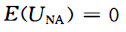 E(U_NA) = 0